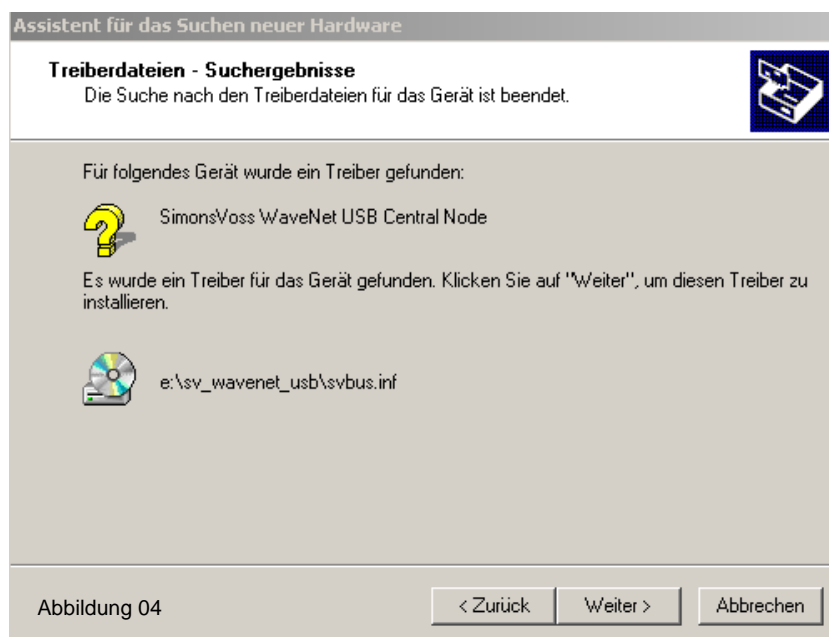 Assistent für das Suchen neuer Hardware
Treiberdateien - Suchergebnisse
Die Suche nach den Treiberdateien für das Gerät ist beendet.
Für folgendes Gerät wurde ein Treiber gefunden:
SimonsVoss WaveNet USB Central Node
Es wurde ein Treiber für das Gerät gefunden. Klicken Sie auf "Weiter", um diesen Treiber zu
installieren.
e:\sv_wavenet_usb\svbus.inf
Abbildung 04
< Zurück
Weiter >
Abbrechen